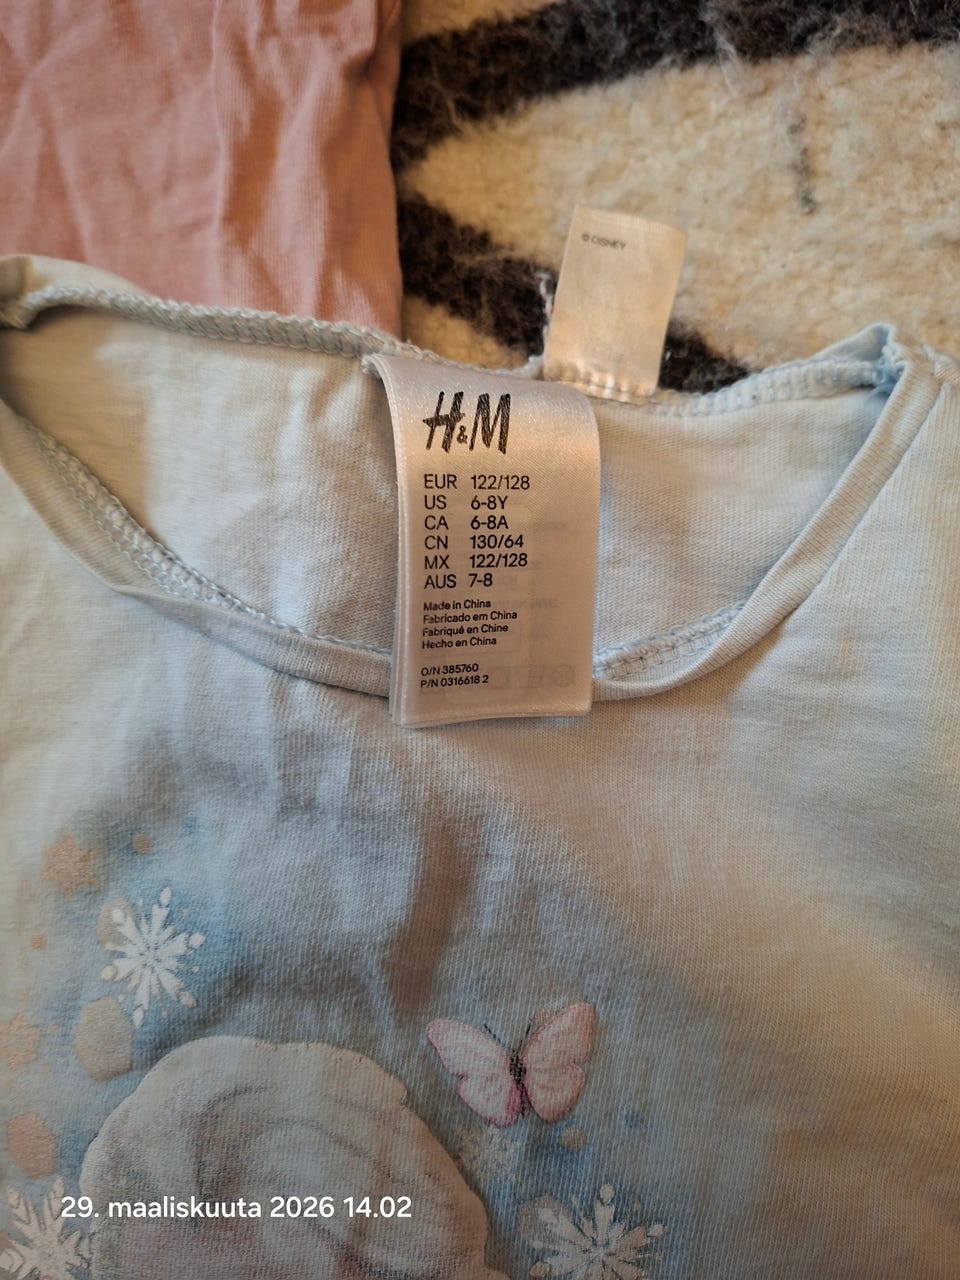 © DISNEY
H&M
EUR 122/128
US 6-8Y
CA 6-8A
CN 130/64
MX 122/128
AUS 7-8
Made in China
Fabricado em China
Fabriqué en Chine
Hecho en China
O/N 385760
P/N 0316618 2
29. maaliskuuta 2026 14.02